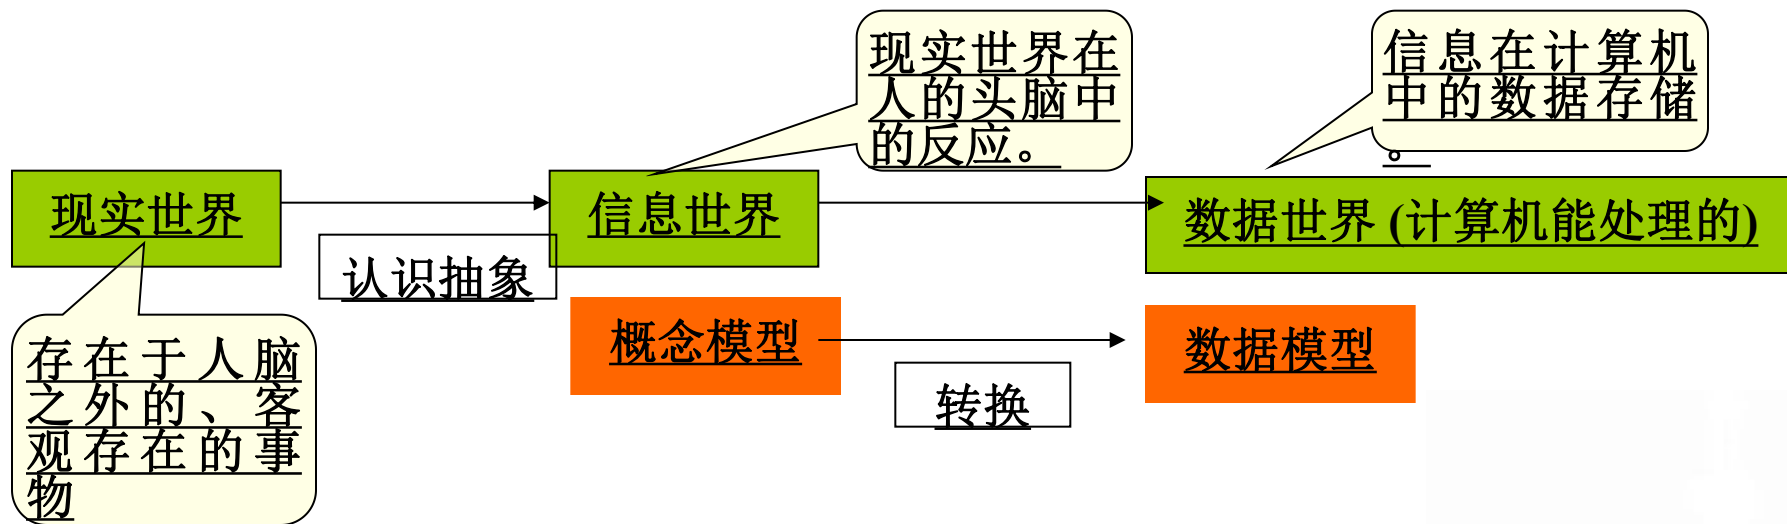 现实世界在
人的头脑中
的反应。
信息在计算机
中的数据存储
。
现实世界
信息世界
数据世界 (计算机能处理的)
认识抽象
概念模型
数据模型
转换
存在于人脑
之外的、客
观存在的事
物